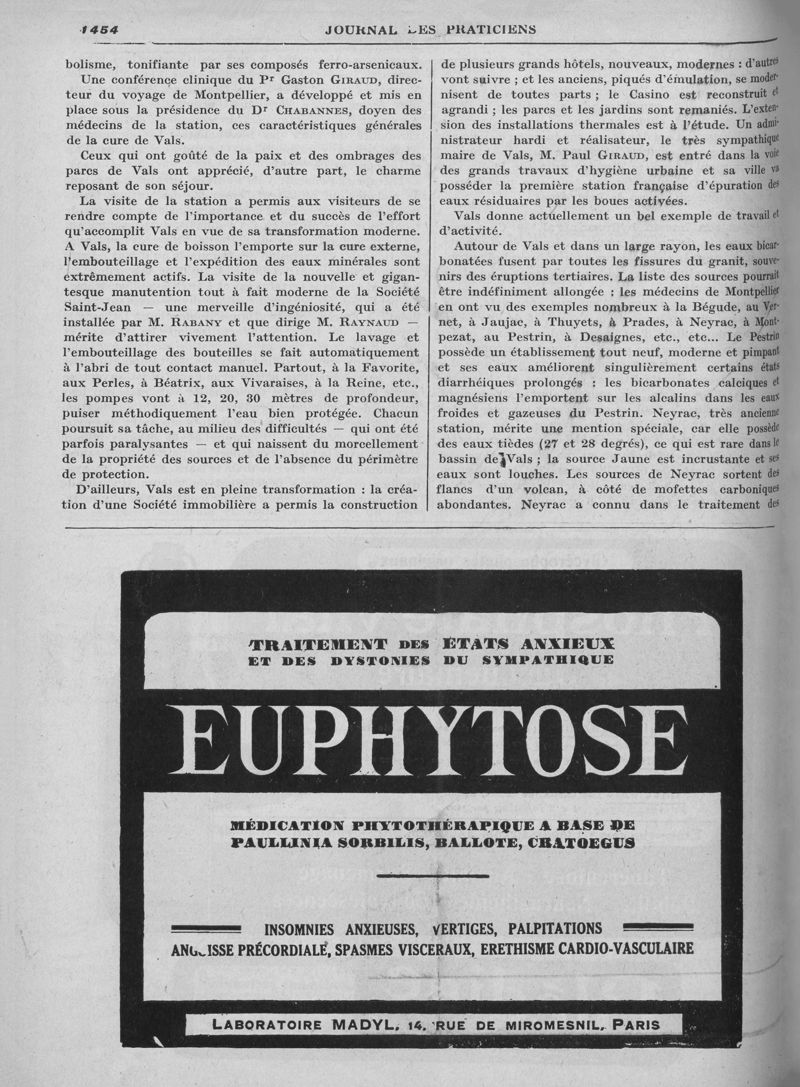 1454
JOURNAL DES PRATICIENS
bolisme, tonifiante par ses composés ferro-arsenicaux.
Une conférence clinique du Pr Gaston GIRAUD, direc-
teur du voyage de Montpellier, a développé et mis en
place sous la présidence du Dr CHABANNES, doyen des
médecins de la station, ces caractéristiques générales
de la cure de Vals.
Ceux qui ont goûté de la paix et des ombrages des
parcs de Vals ont apprécié, d'autre part, le charme
reposant de son séjour.
La visite de la station a permis aux visiteurs de se
rendre compte de l'importance et du succès de l'effort
qu'accomplit Vals en vue de sa transformation moderne.
A Vals, la cure de boisson l'emporte sur la cure externe,
l'embouteillage et l'expédition des eaux minérales sont
extrêmement actifs. La visite de la nouvelle et gigan-
tesque manutention tout à fait moderne de la Société
Saint-Jean — une merveille d'ingéniosité, qui a été
installée par M. RABANY et que dirige M. RAYNAUD —
mérite d'attirer vivement l'attention. Le lavage et
l'embouteillage des bouteilles se fait automatiquement
à l'abri de tout contact manuel. Partout, à la Favorite,
aux Perles, à Béatrix, aux Vivaraises, à la Reine, etc.,
les pompes vont à 12, 20, 30 mètres de profondeur,
puiser méthodiquement l'eau bien protégée. Chacun
poursuit sa tâche, au milieu des difficultés — qui ont été
parfois paralysantes — et qui naissent du morcellement
de la propriété des sources et de l'absence du périmètre
de protection.
D'ailleurs, Vals est en pleine transformation : la créa-
tion d'une Société immobilière a permis la construction
de plusieurs grands hôtels, nouveaux, modernes : d'autres
vont suivre ; et les anciens, piqués d'émulation, se moder-
nisent de toutes parts ; le Casino est reconstruit et
agrandi ; les parcs et les jardins sont remaniés. L'exten-
sion des installations thermales est à l'étude. Un admi-
nistrateur hardi et réalisateur, le très sympathique
maire de Vals, M. Paul GIRAUD, est entré dans la voie
des grands travaux d'hygiène urbaine et sa ville va
posséder la première station française d'épuration des
eaux résiduaires par les boues activées.
Vals donne actuellement un bel exemple de travail et
d'activité.
Autour de Vals et dans un large rayon, les eaux bicar-
bonatées fusent par toutes les fissures du granit, souve-
nirs des éruptions tertiaires. La liste des sources pourrait
être indéfiniment allongée ; les médecins de Montpellier
en ont vu des exemples nombreux à la Bégude, au Ver-
net, à Jaujac, à Thuyets, à Prades, à Neyrac, à Mont-
pezat, au Pestrin, à Desaignes, etc., etc... Le Pestrin
possède un établissement tout neuf, moderne et pimpant
et ses eaux améliorent singulièrement certains états
diarrhéiques prolongés : les bicarbonates calciques et
magnésiens l'emportent sur les alcalins dans les eaux
froides et gazeuses du Pestrin. Neyrac, très ancienne
station, mérite une mention spéciale, car elle possède
des eaux tièdes (27 et 28 degrés), ce qui est rare dans le
bassin de Vals ; la source Jaune est incrustante et ses
eaux sont louches. Les sources de Neyrac sortent des
flancs d'un volcan, à côté de mofettes carboniques
abondantes. Neyrac a connu dans le traitement des
TRAITEMENT DES ÉTATS ANXIEUX
ET DES DYSTONIES DU SYMPATHIQUE
EUPHYTOSE
MÉDICATION PHYTOTHÉRAPIQUE A BASE DE
PAULLINIA SORBILIS, BALLOTE, CRATOEGUS
INSOMNIES ANXIEUSES, VERTIGES, PALPITATIONS
ANGOISSE PRÉCORDIALE, SPASMES VISCERAUX, ERETHISME CARDIO-VASCULAIRE
LABORATOIRE MADYL, 14, RUE DE MIROMESNIL, PARIS